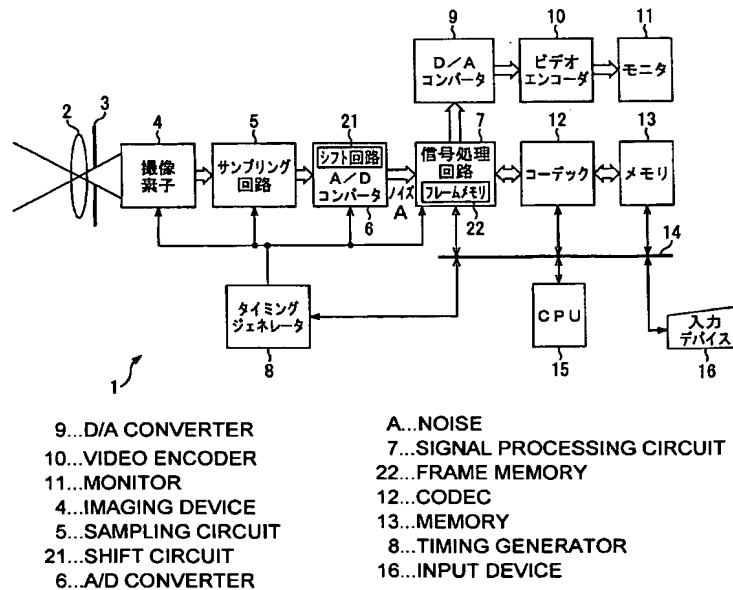 9
10
11
D/A
コンバータ
ビデオ
エンコーダ
モニタ
2
3
4
5
21
7
12
13
撮像
素子
サンプリング
回路
シフト回路
A/D
コンバータ
ノイズ
A
信号処理
回路
フレームメモリ
コーデック
メモリ
6
22
14
タイミング
ジェネレータ
CPU
入力
デバイス
1
8
15
16
9...D/A CONVERTER
10...VIDEO ENCODER
11...MONITOR
4...IMAGING DEVICE
5...SAMPLING CIRCUIT
21...SHIFT CIRCUIT
6...A/D CONVERTER
A...NOISE
7...SIGNAL PROCESSING CIRCUIT
22...FRAME MEMORY
12...CODEC
13...MEMORY
8...TIMING GENERATOR
16...INPUT DEVICE